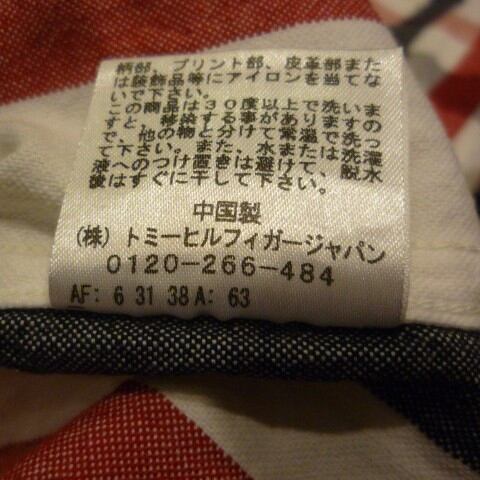 柄部、プリント部、皮革部また
は装飾品等にアイロンを当てな
いで下さい。
この商品は30度以上で洗いま
すと、移染する事がありますの
で、他の物と分けて常温で洗っ
て下さい。また、水または洗濯
液へのつけ置きは避けて、脱水
後はすぐに干して下さい。
中国製
(株)トミーヒルフィガージャパン
0120-266-484
AF: 6 31 38 A: 63